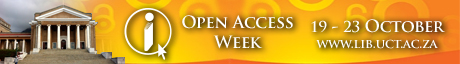 Open Access
Week
19 - 23 October
www.lib.uct.ac.za